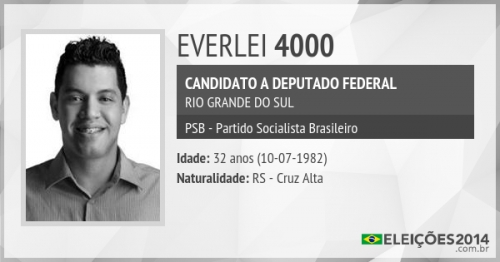 EVERLEI 4000
CANDIDATO A DEPUTADO FEDERAL
RIO GRANDE DO SUL
PSB - Partido Socialista Brasileiro
Idade: 32 anos (10-07-1982)
Naturalidade: RS - Cruz Alta
ELEIÇÕES2014
.com.br